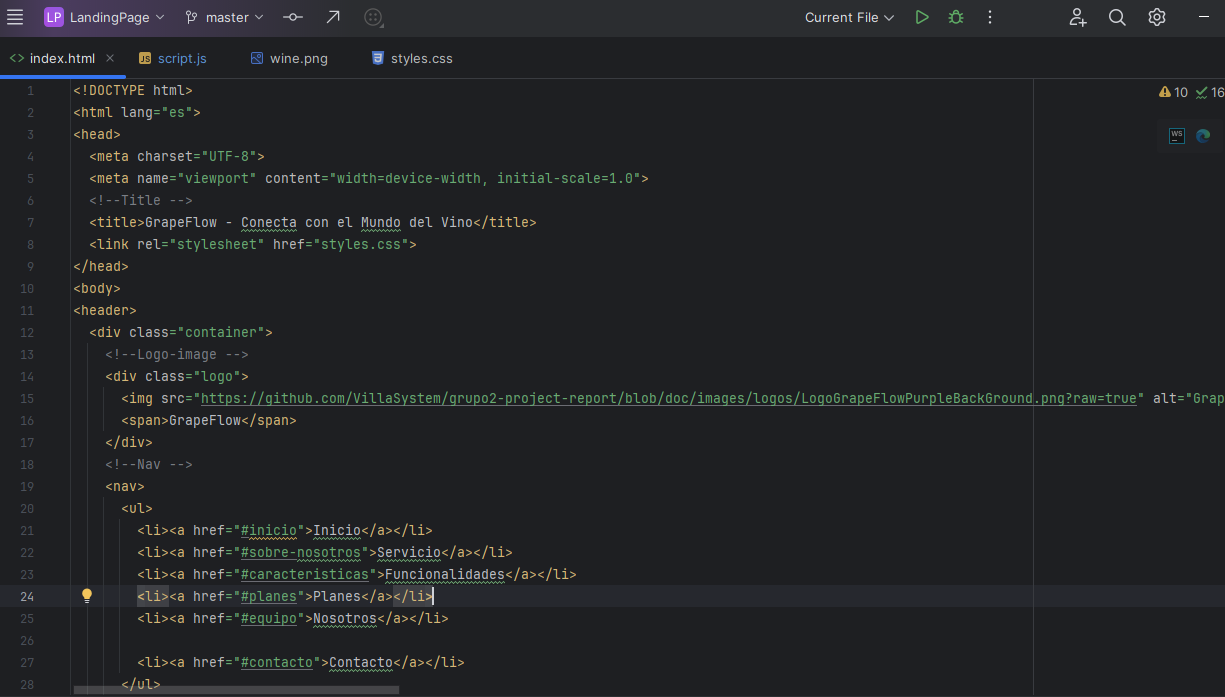 LP LandingPage master Current File
index.html JS script.js wine.png styles.css
10 16
WS
1 <!DOCTYPE html>
2 <html lang="es">
3 <head>
4 <meta charset="UTF-8">
5 <meta name="viewport" content="width=device-width, initial-scale=1.0">
6 <!--Title -->
7 <title>GrapeFlow - Conecta con el Mundo del Vino</title>
8 <link rel="stylesheet" href="styles.css">
9 </head>
10 <body>
11 <header>
12 <div class="container">
13 <!--Logo-image -->
14 <div class="logo">
15 <img src="https://github.com/VillaSystem/grupo2-project-report/blob/doc/images/logos/LogoGrapeFlowPurpleBackGround.png?raw=true" alt="Grap
16 <span>GrapeFlow</span>
17 </div>
18 <!--Nav -->
19 <nav>
20 <ul>
21 <li><a href="#inicio">Inicio</a></li>
22 <li><a href="#sobre-nosotros">Servicio</a></li>
23 <li><a href="#caracteristicas">Funcionalidades</a></li>
24 <li><a href="#planes">Planes</a></li>
25 <li><a href="#equipo">Nosotros</a></li>
26
27 <li><a href="#contacto">Contacto</a></li>
28 </ul>